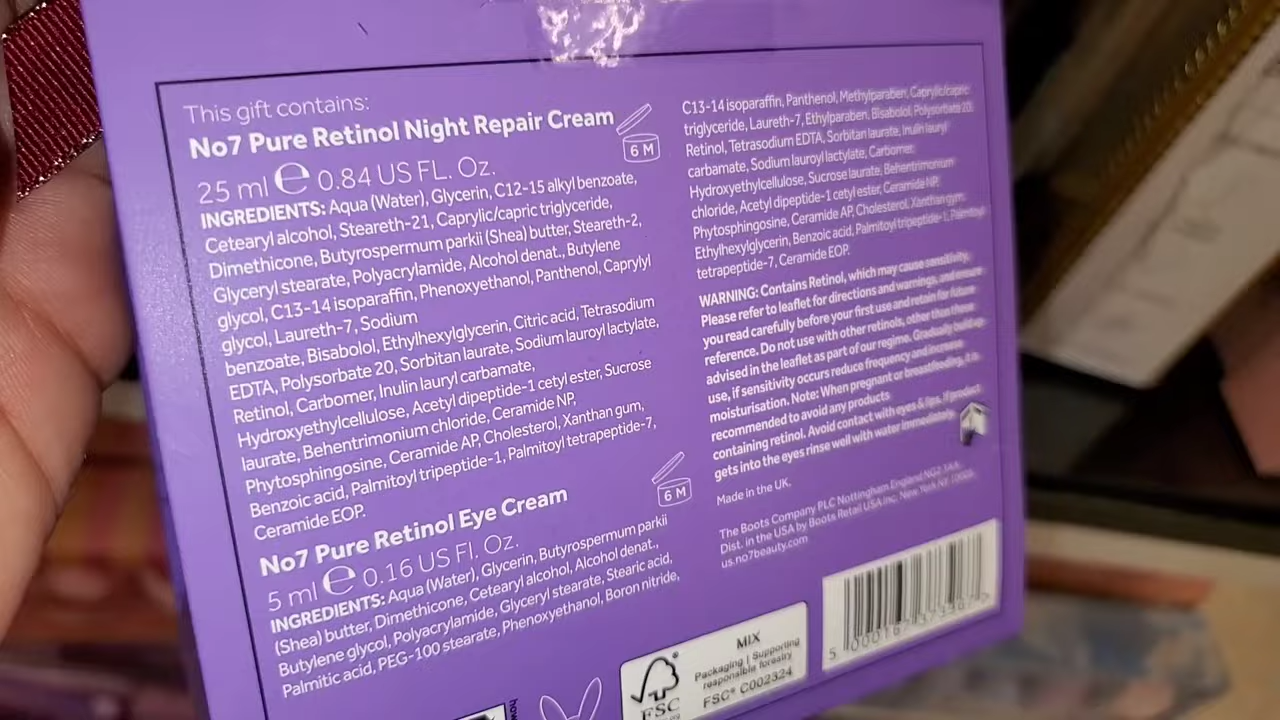 This gift contains:
No7 Pure Retinol Night Repair Cream
6 M
25 ml ℮ 0.84 US FL. Oz.
INGREDIENTS: Aqua (Water), Glycerin, C12-15 alkyl benzoate,
Cetearyl alcohol, Steareth-21, Caprylic/capric triglyceride,
Dimethicone, Butyrospermum parkii (Shea) butter, Steareth-2,
Glyceryl stearate, Polyacrylamide, Alcohol denat., Butylene
glycol, C13-14 isoparaffin, Phenoxyethanol, Panthenol, Caprylyl
glycol, Laureth-7, Sodium
benzoate, Bisabolol, Ethylhexylglycerin, Citric acid, Tetrasodium
EDTA, Polysorbate 20, Sorbitan laurate, Sodium lauroyl lactylate,
Retinol, Carbomer, Inulin lauryl carbamate,
Hydroxyethylcellulose, Acetyl dipeptide-1 cetyl ester, Sucrose
laurate, Behentrimonium chloride, Ceramide NP,
Phytosphingosine, Ceramide AP, Cholesterol, Xanthan gum,
Benzoic acid, Palmitoyl tripeptide-1, Palmitoyl tetrapeptide-7,
Ceramide EOP.
No7 Pure Retinol Eye Cream
6 M
5 ml ℮ 0.16 US Fl. Oz.
INGREDIENTS: Aqua (Water), Glycerin, Butyrospermum parkii
(Shea) butter, Dimethicone, Cetearyl alcohol, Alcohol denat.,
Butylene glycol, Polyacrylamide, Glyceryl stearate, Stearic acid,
Palmitic acid, PEG-100 stearate, Phenoxyethanol, Boron nitride,
C13-14 isoparaffin, Panthenol, Methylparaben, Caprylic/capric
triglyceride, Laureth-7, Ethylparaben, Bisabolol, Polysorbate 20,
Retinol, Tetrasodium EDTA, Sorbitan laurate, Inulin lauryl
carbamate, Sodium lauroyl lactylate, Carbomer,
Hydroxyethylcellulose, Sucrose laurate, Behentrimonium
chloride, Acetyl dipeptide-1 cetyl ester, Ceramide NP,
Phytosphingosine, Ceramide AP, Cholesterol, Xanthan gum,
Ethylhexylglycerin, Benzoic acid, Palmitoyl tripeptide-1, Palmitoyl
tetrapeptide-7, Ceramide EOP.
WARNING: Contains Retinol, which may cause sensitivity.
Please refer to leaflet for directions and warnings, and ensure
you read carefully before your first use and retain for future
reference. Do not use with other retinols, other than those
advised in the leaflet as part of our regime. Gradually build up
use, if sensitivity occurs reduce frequency and increase
moisturisation. Note: When pregnant or breastfeeding, it is
recommended to avoid any products
containing retinol. Avoid contact with eyes & lips, if product
gets into the eyes rinse well with water immediately.
Made in the UK.
The Boots Company PLC Nottingham England NG2 3AA.
Dist. in the USA by Boots Retail USA Inc. New York NY
us.no7beauty.com
FSC
MIX
Packaging | Supporting
responsible forestry
FSC® C002324